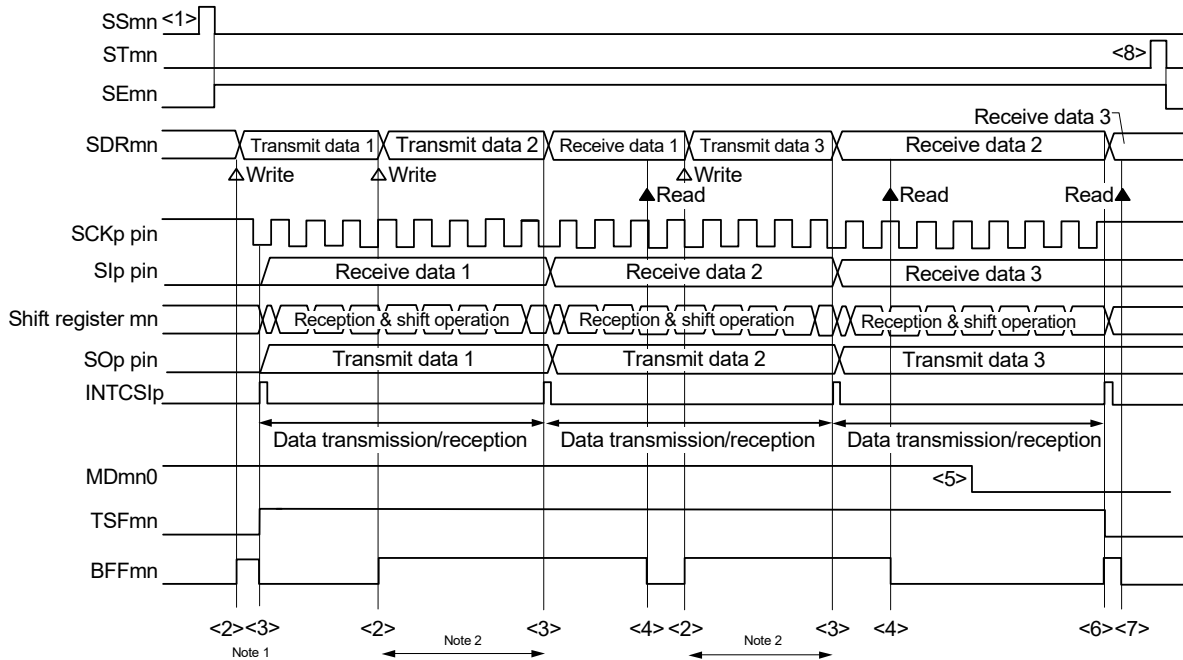 SSmn <1>
STmn <8>
SEmn
Receive data 3
SDRmn Transmit data 1 Transmit data 2 Receive data 1 Transmit data 3 Receive data 2
Write Write Write
Read Read Read
SCKp pin
SIp pin Receive data 1 Receive data 2 Receive data 3
Shift register mn Reception & shift operation Reception & shift operation Reception & shift operation
SOp pin Transmit data 1 Transmit data 2 Transmit data 3
INTCSIp
Data transmission/reception Data transmission/reception Data transmission/reception
MDmn0 <5>
TSFmn
BFFmn
<2> <3> <2> <3> <4> <2> <3> <4> <6> <7>
Note 1 Note 2 Note 2